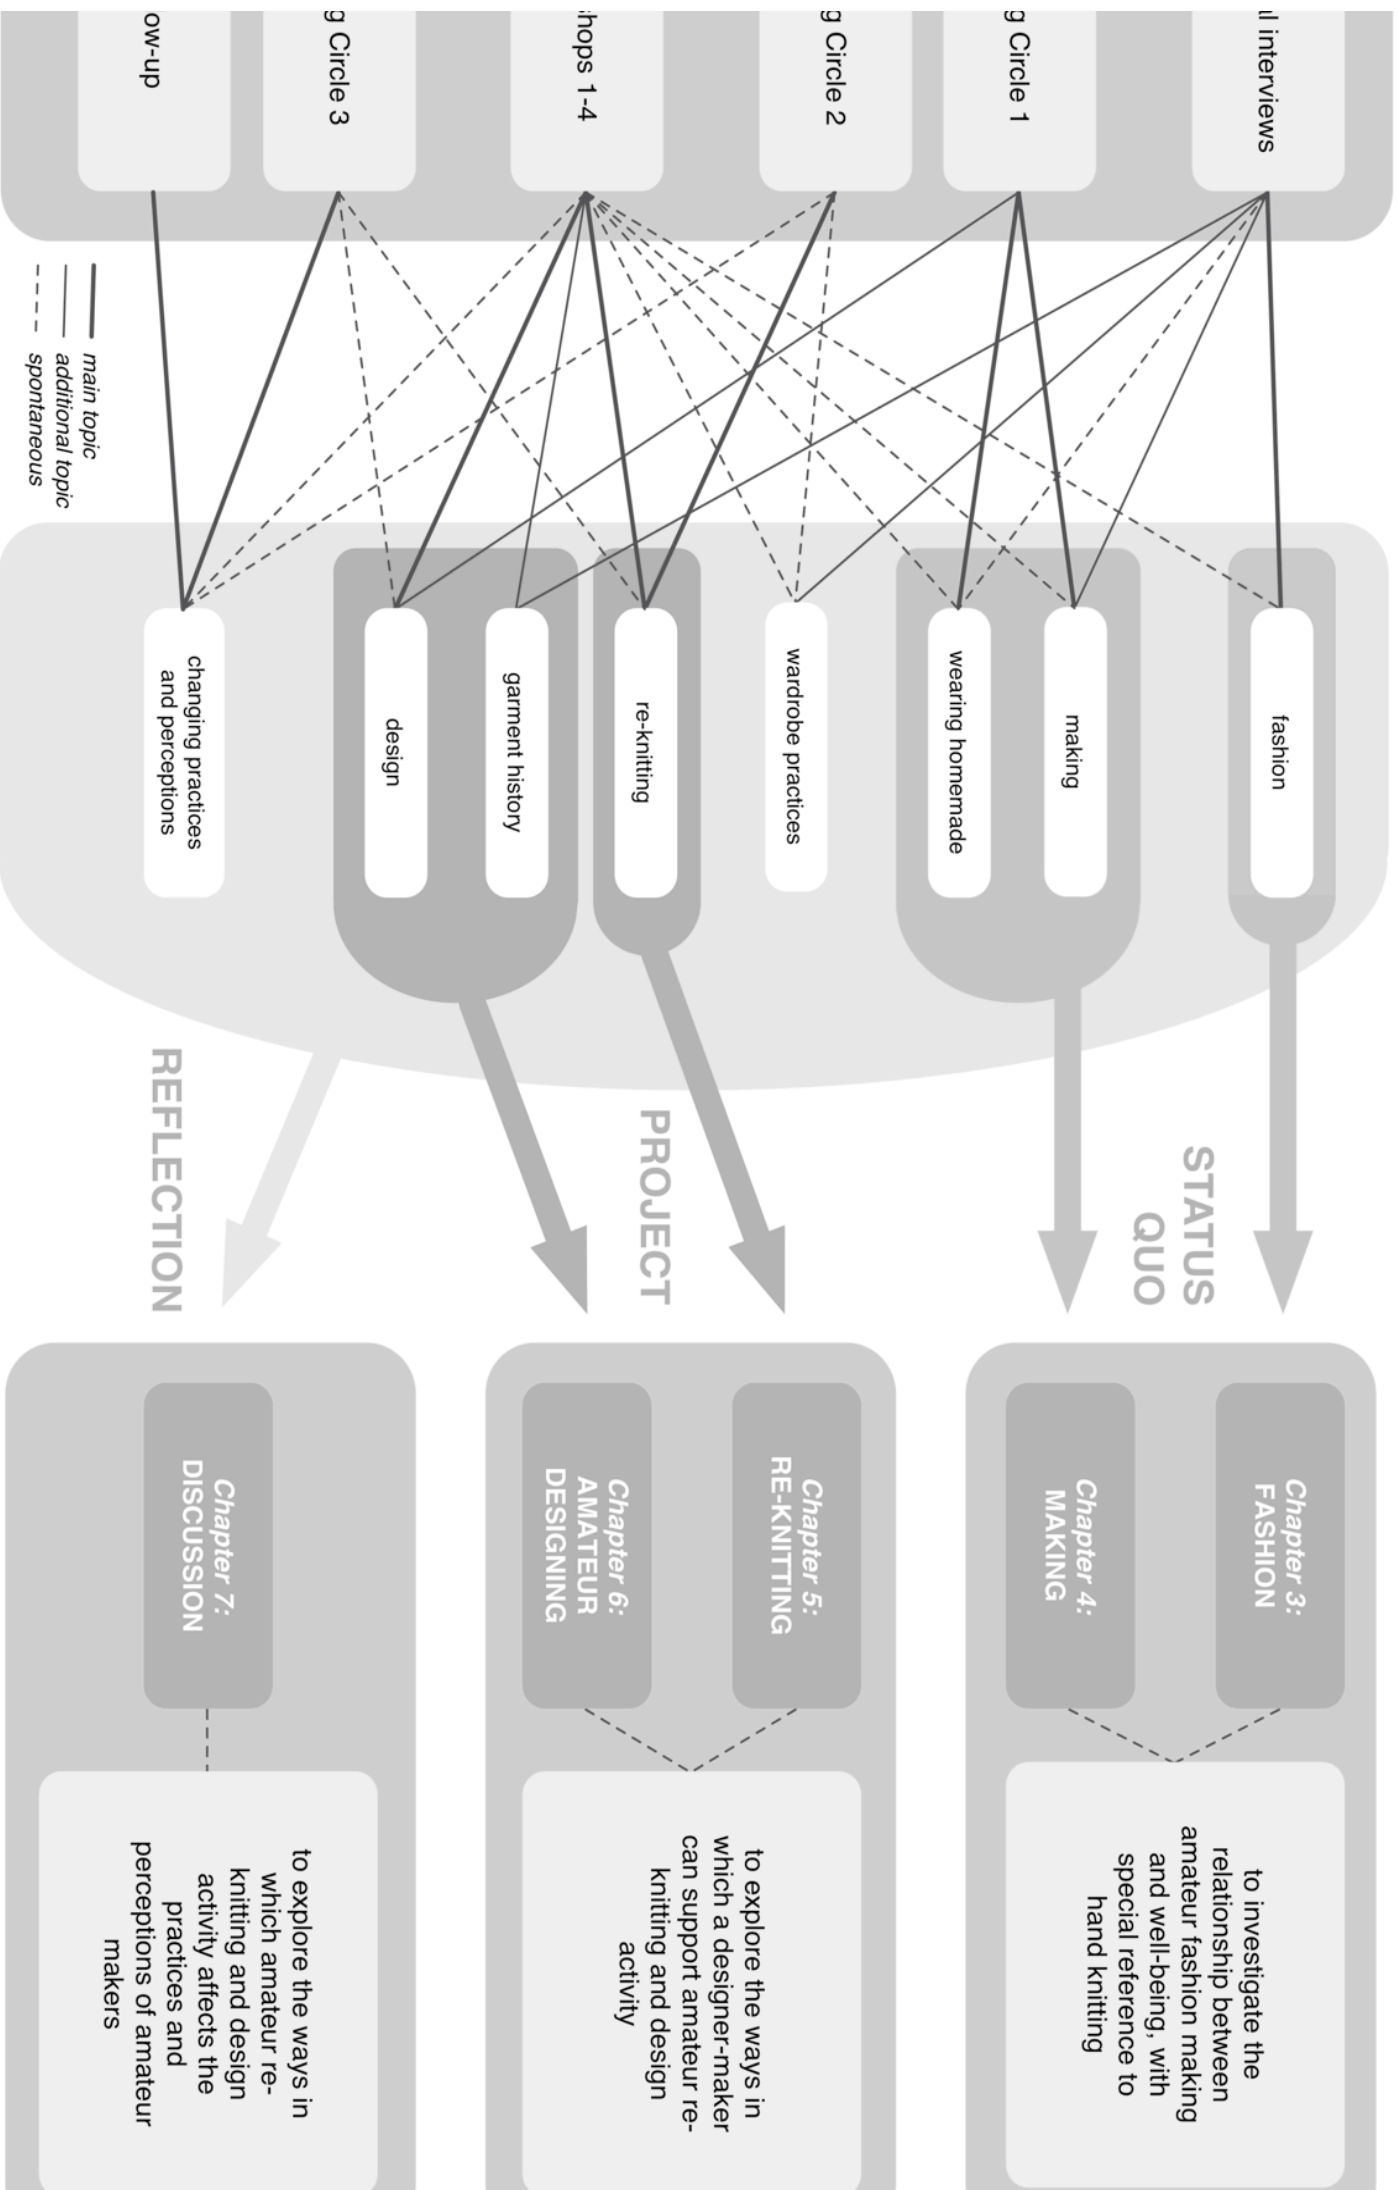 al interviews
g Circle 1
g Circle 2
shops 1-4
g Circle 3
ow-up
main topic
additional topic
spontaneous
fashion
making
wearing homemade
wardrobe practices
re-knitting
garment history
design
changing practices
and perceptions
STATUS
QUO
PROJECT
REFLECTION
Chapter 3:
FASHION
Chapter 4:
MAKING
Chapter 5:
RE-KNITTING
Chapter 6:
AMATEUR
DESIGNING
Chapter 7:
DISCUSSION
to investigate the
relationship between
amateur fashion making
and well-being, with
special reference to
hand knitting
to explore the ways in
which a designer-maker
can support amateur re-
knitting and design
activity
to explore the ways in
which amateur re-
knitting and design
activity affects the
practices and
perceptions of amateur
makers